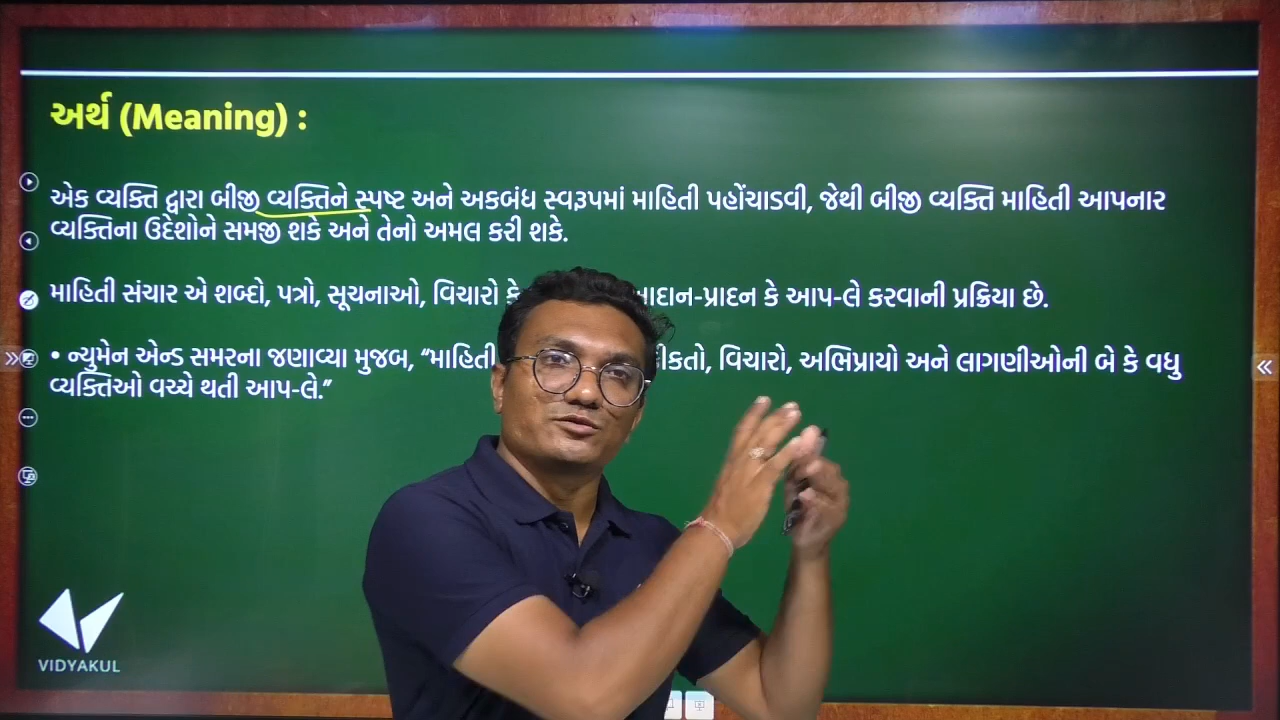 અર્થ (Meaning) :
એક વ્યક્તિ દ્વારા બીજી વ્યક્તિને સ્પષ્ટ અને અકબંધ સ્વરૂપમાં માહિતી પહોંચાડવી, જેથી બીજી વ્યક્તિ માહિતી આપનાર
વ્યક્તિના ઉદેશોને સમજી શકે અને તેનો અમલ કરી શકે.
માહિતી સંચાર એ શબ્દો, પત્રો, સૂચનાઓ, વિચારો આદાન-પ્રાદન કે આપ-લે કરવાની પ્રક્રિયા છે.
• ન્યુમેન એન્ડ સમરના જણાવ્યા મુજબ, “માહિતી વિચારો, અભિપ્રાયો અને લાગણીઓની બે કે વધુ
વ્યક્તિઓ વચ્ચે થતી આપ-લે.”
VIDYAKUL